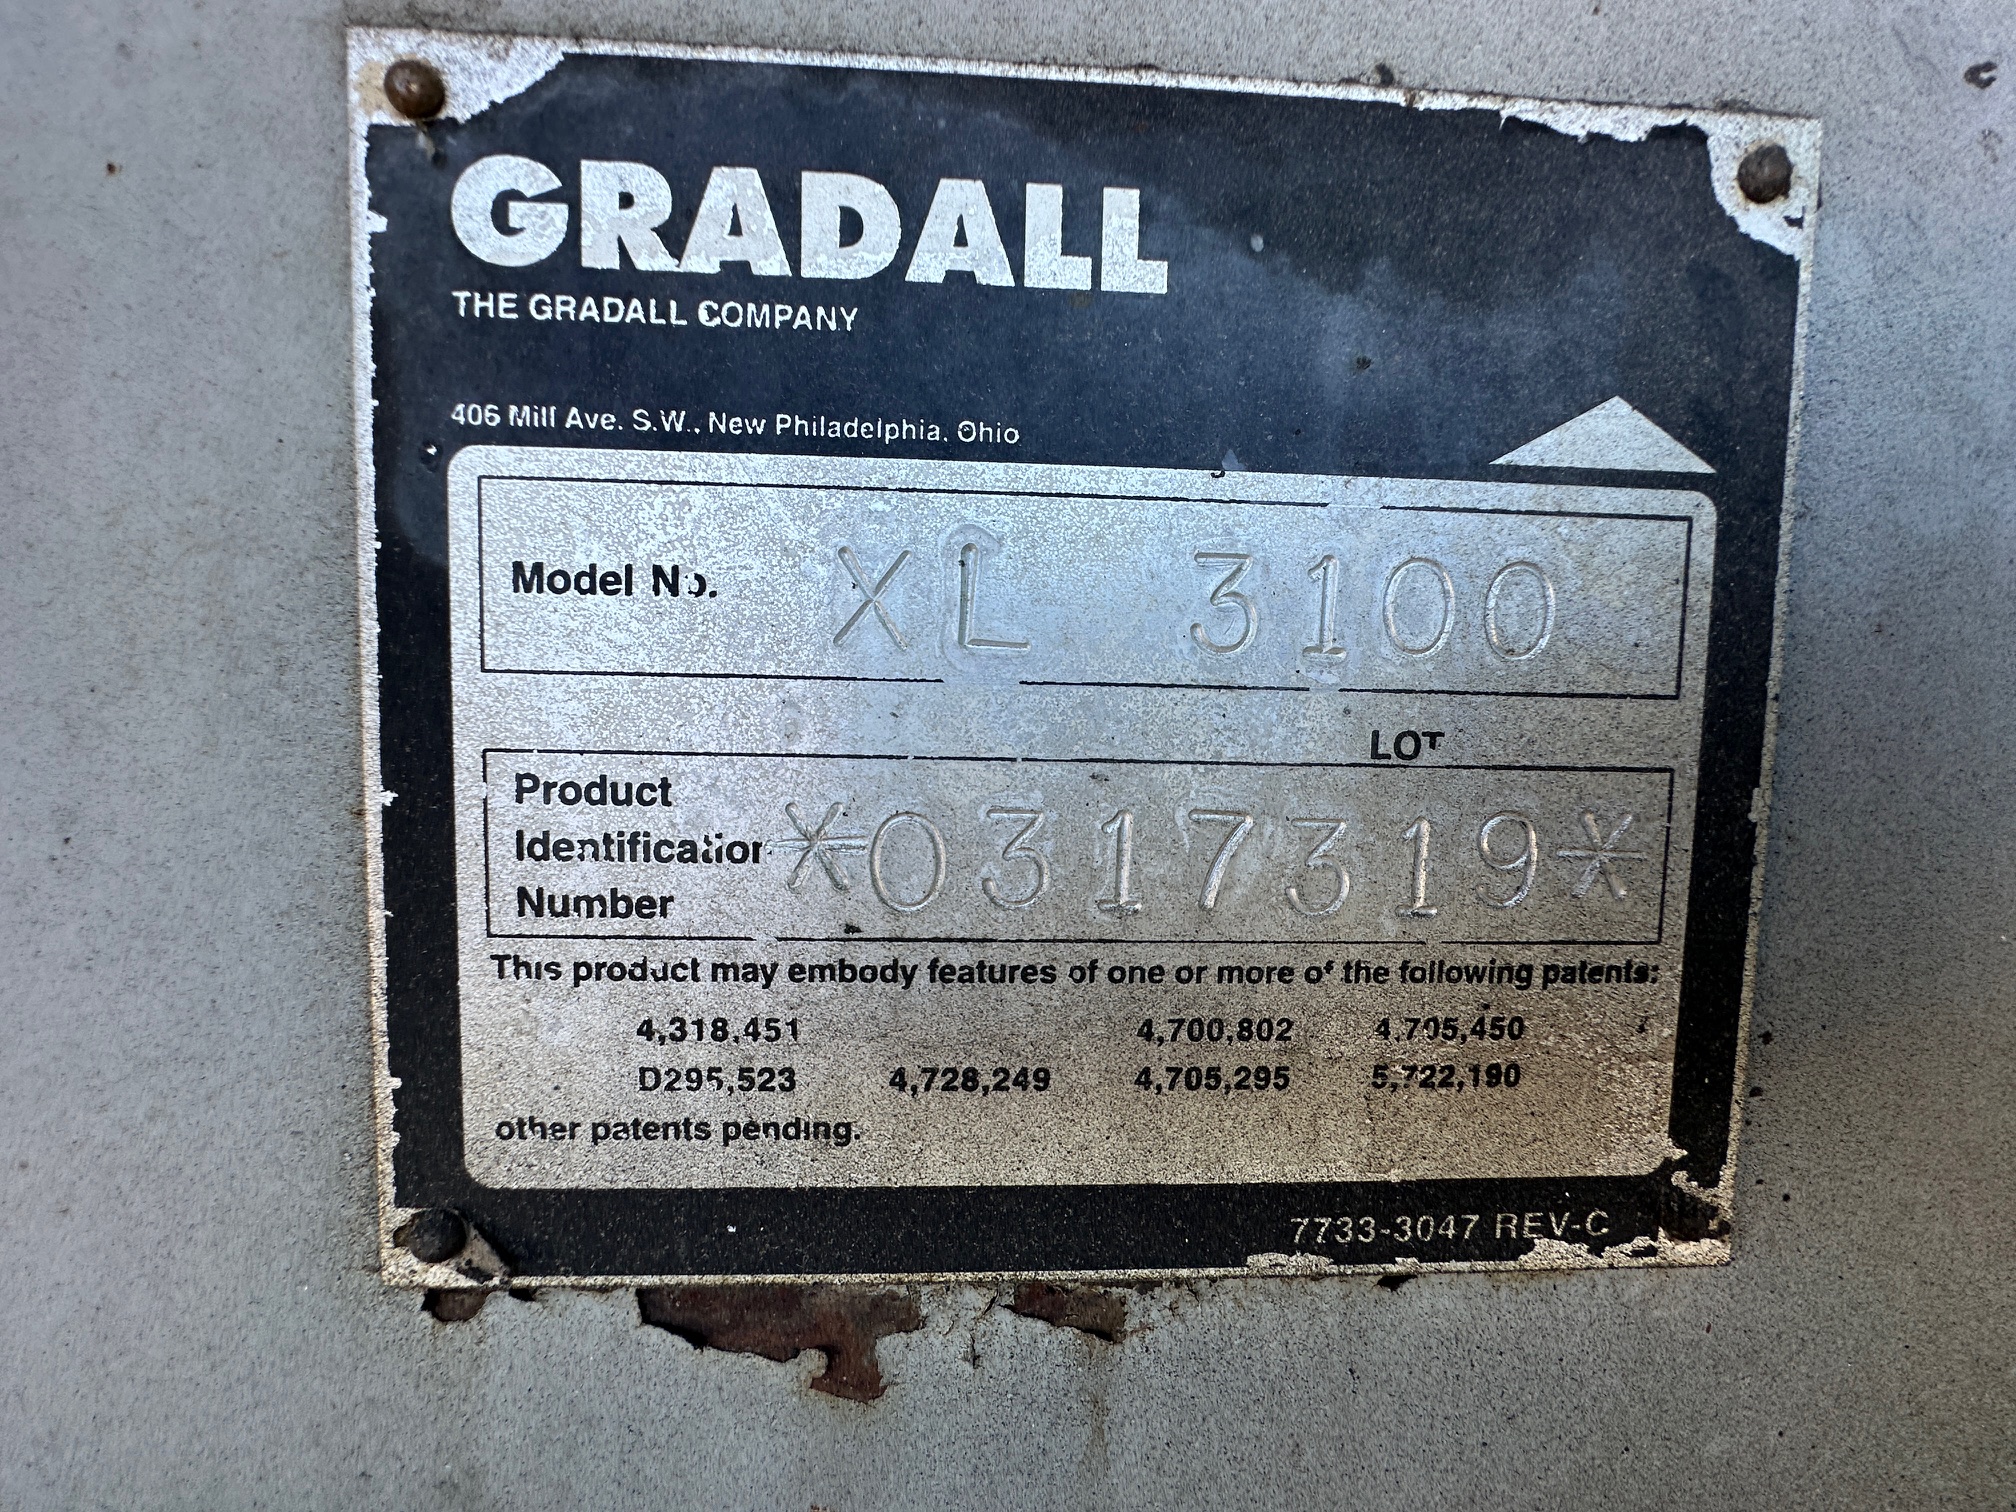 GRADALL
THE GRADALL COMPANY
406 Mill Ave. S.W., New Philadelphia, Ohio
Model No. XL 3100
LOT
Product
Identification
Number
*0317319*
This product may embody features of one or more of the following patents:
4,318,451 4,700,802 4,705,450
D295,523 4,728,249 4,705,295 5,722,190
other patents pending.
7733-3047 REV-C